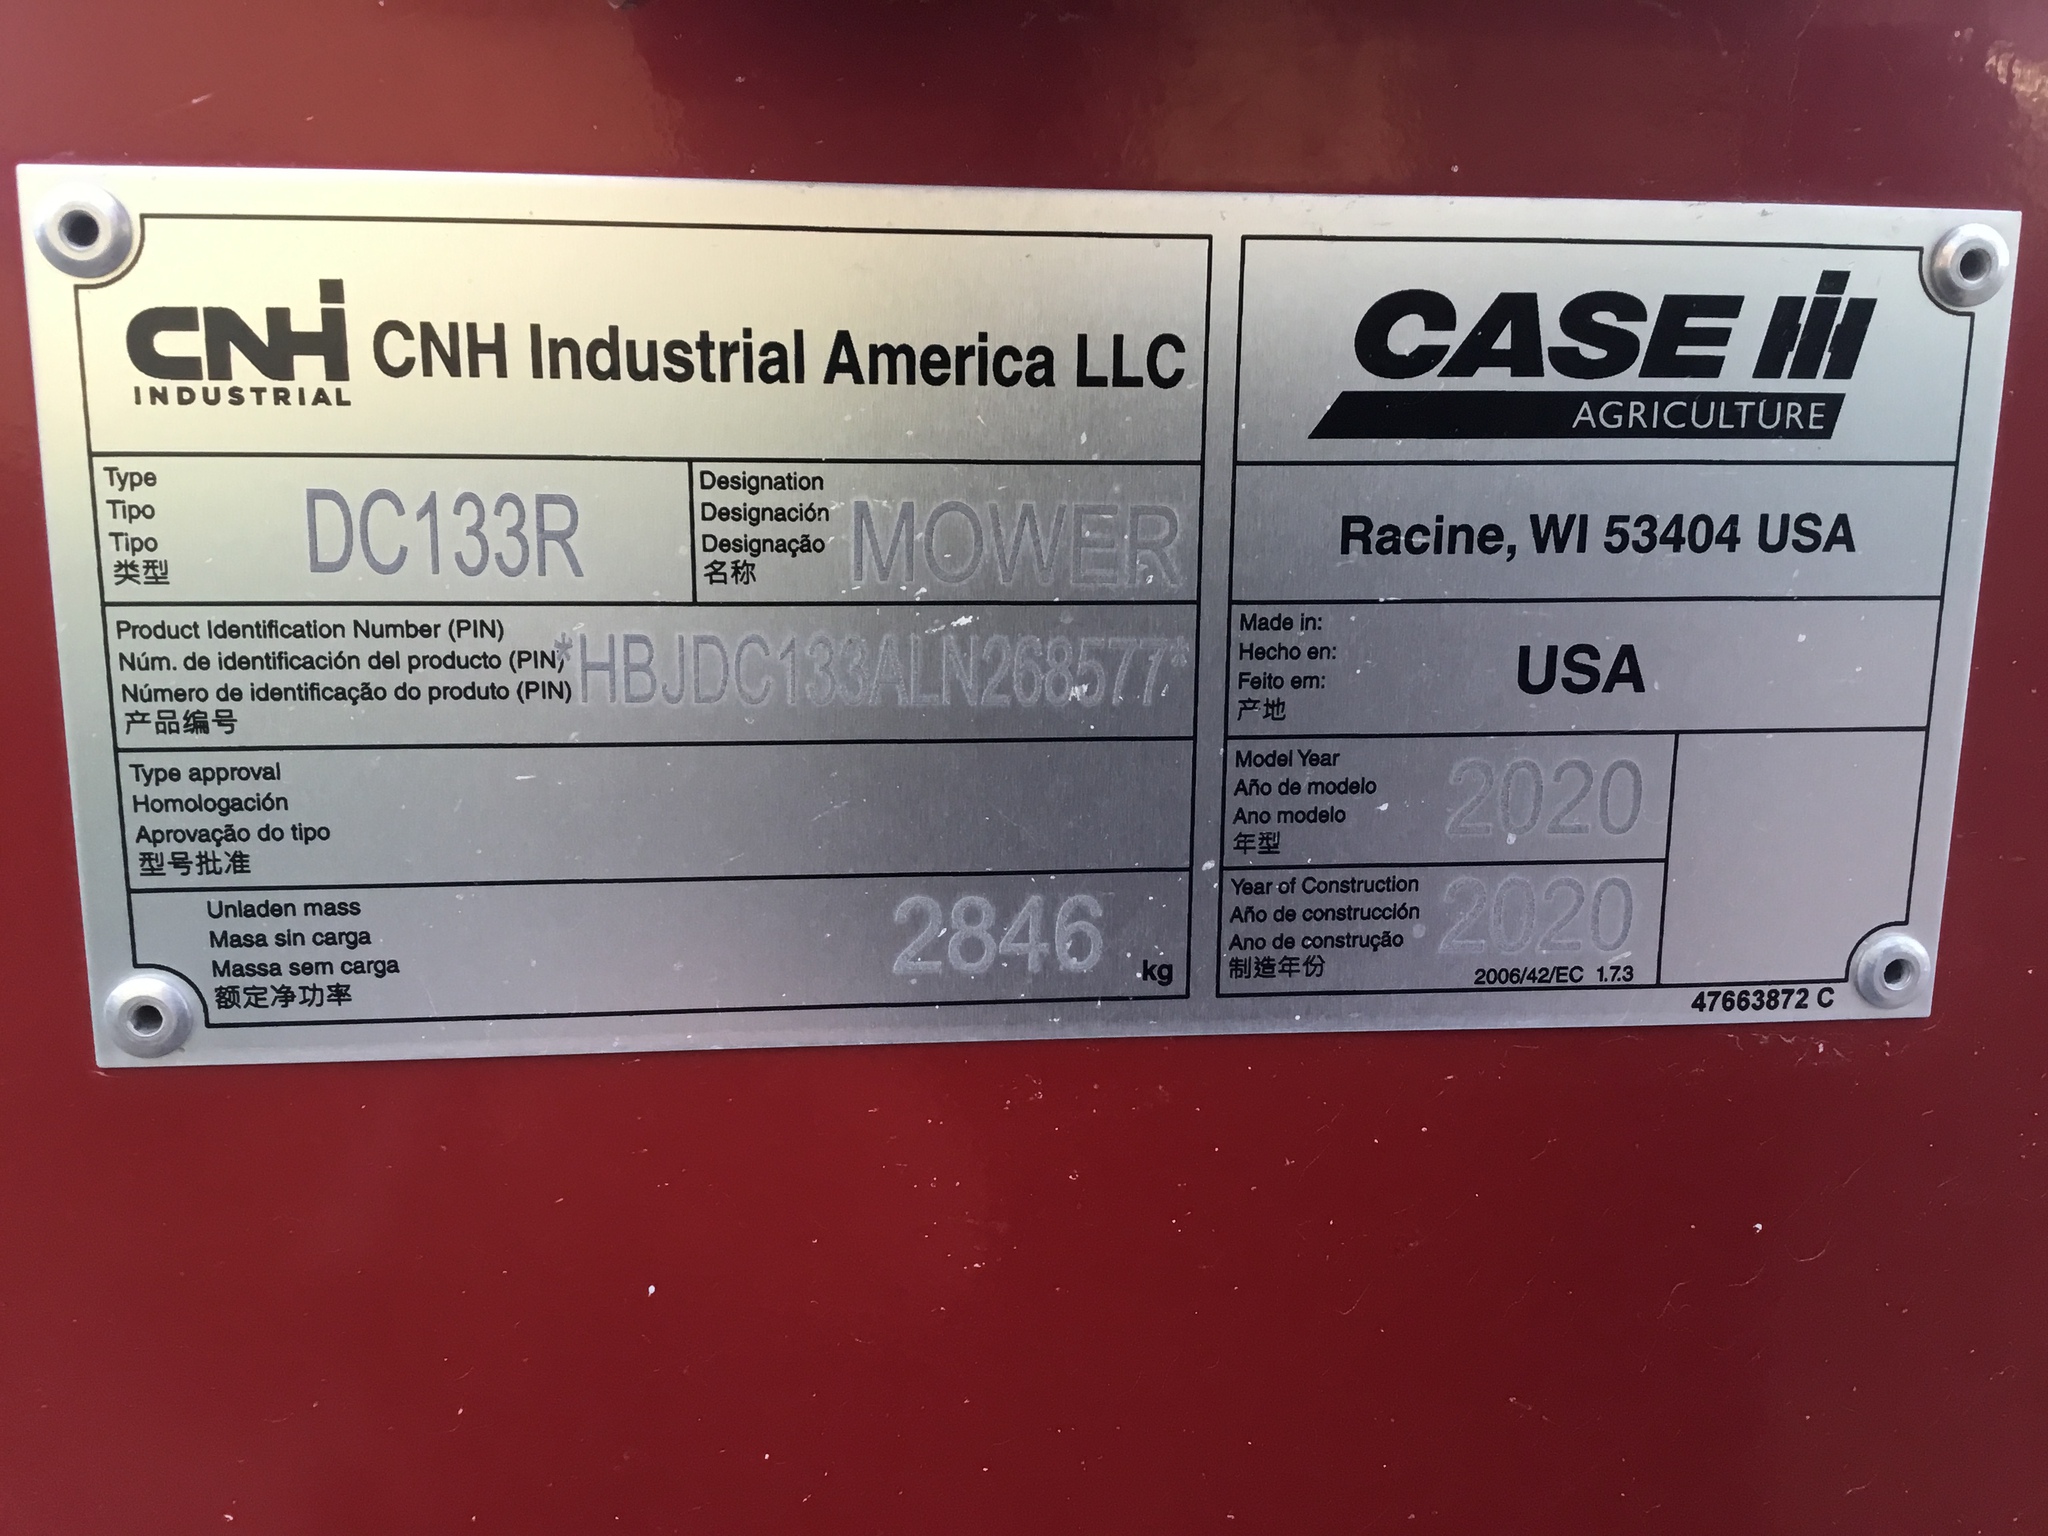 CNH INDUSTRIAL CNH Industrial America LLC
Type
Tipo
Tipo
类型
DC133R
Designation
Designación
Designação
名称
MOWER
Product Identification Number (PIN)
Núm. de identificación del producto (PIN)
Número de identificação do produto (PIN)
产品编号
*HBJDC133ALN268577*
Type approval
Homologación
Aprovação do tipo
型号批准
Unladen mass
Masa sin carga
Massa sem carga
额定净功率
2846 kg
CASE IH
AGRICULTURE
Racine, WI 53404 USA
Made in:
Hecho en:
Feito em:
产地
USA
Model Year
Año de modelo
Ano modelo
年型
2020
Year of Construction
Año de construcción
Ano de construção
制造年份
2020
2006/42/EC 1.7.3
47663872 C